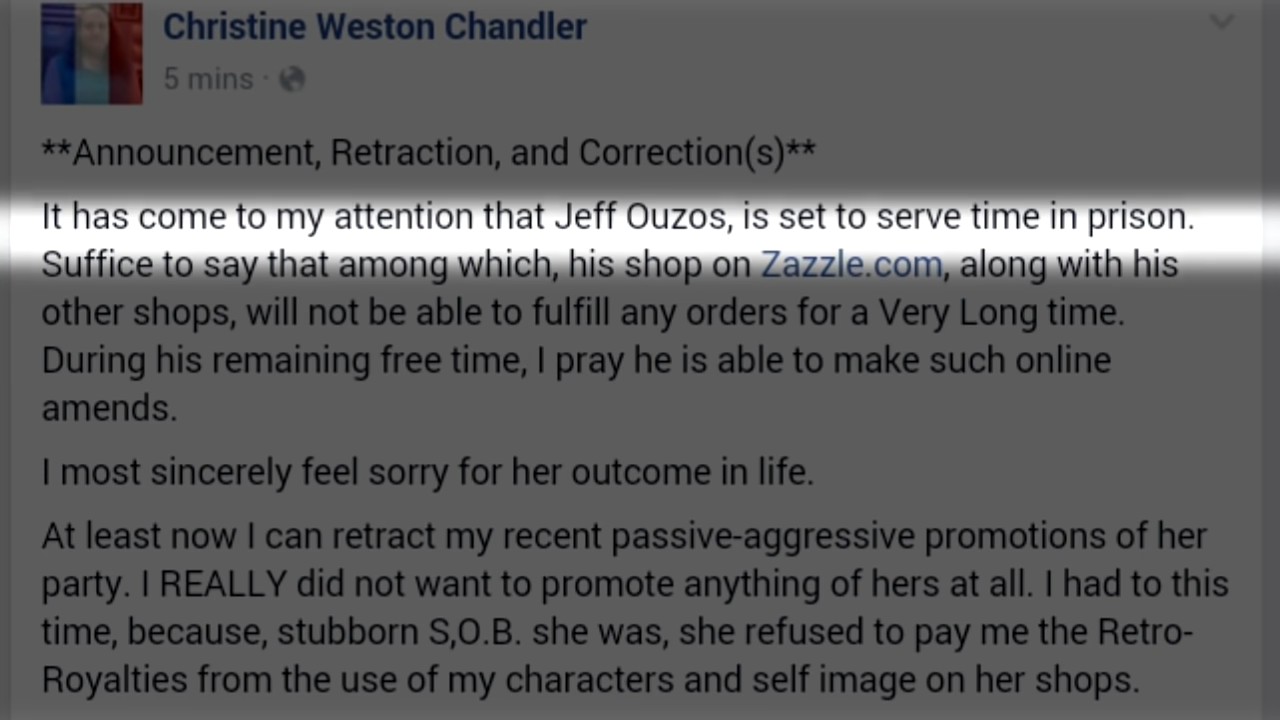 Christine Weston Chandler
5 mins ·
**Announcement, Retraction, and Correction(s)**
It has come to my attention that Jeff Ouzos, is set to serve time in prison.
Suffice to say that among which, his shop on Zazzle.com, along with his
other shops, will not be able to fulfill any orders for a Very Long time.
During his remaining free time, I pray he is able to make such online
amends.
I most sincerely feel sorry for her outcome in life.
At least now I can retract my recent passive-aggressive promotions of her
party. I REALLY did not want to promote anything of hers at all. I had to this
time, because, stubborn S,O.B. she was, she refused to pay me the Retro-
Royalties from the use of my characters and self image on her shops.